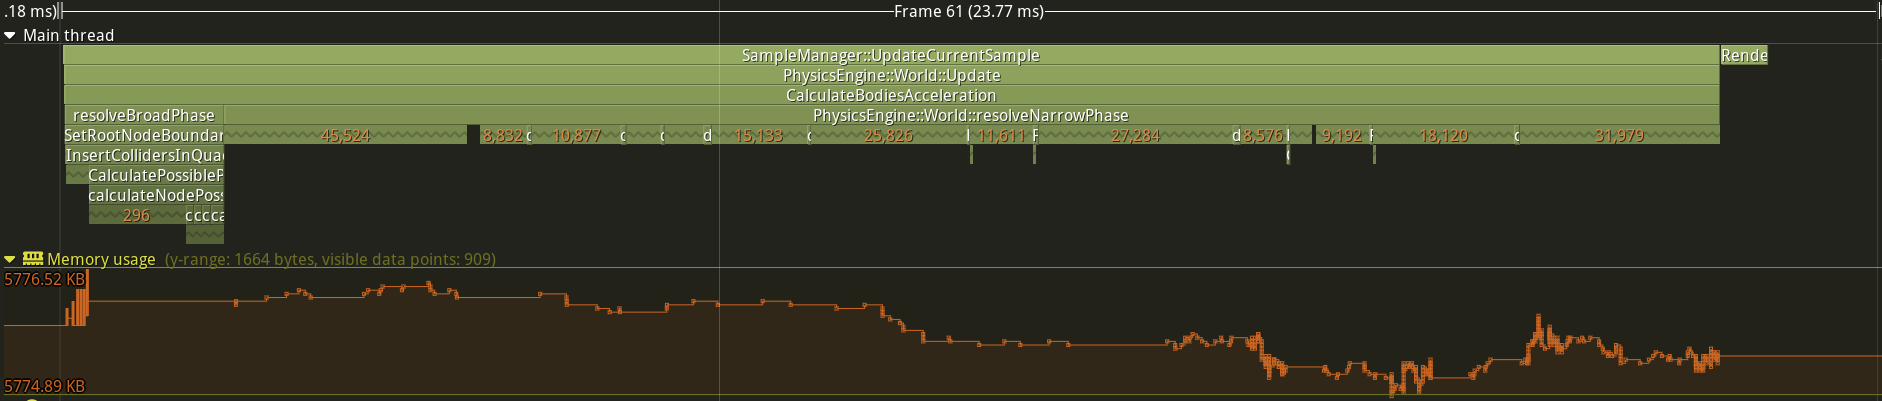 .18 ms) Frame 61 (23.77 ms)
Main thread
SampleManager::UpdateCurrentSample Rende
PhysicsEngine::World::Update
CalculateBodiesAcceleration
resolveBroadPhase PhysicsEngine::World::resolveNarrowPhase
SetRootNodeBoundar 45,524 8,832 c 10,877 c c d 15,133 c 25,826 11,611 F 27,284 d 8,576 9,192 F 18,120 c 31,979
InsertCollidersInQua
CalculatePossibleP
calculateNodePoss
296 c c c ca
Memory usage (y-range: 1664 bytes, visible data points: 909)
5776.52 KB
5774.89 KB